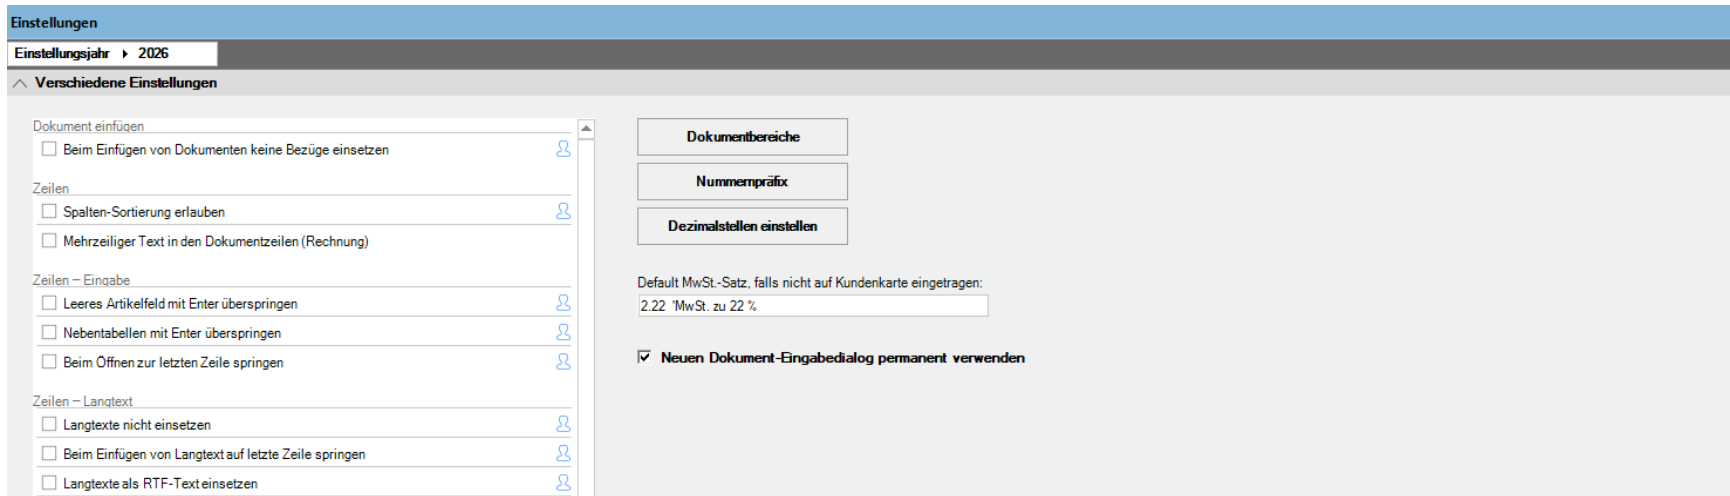 Einstellungen
Einstellungsjahr 2026
Verschiedene Einstellungen
Dokument einfügen
Beim Einfügen von Dokumenten keine Bezüge einsetzen
Zeilen
Spalten-Sortierung erlauben
Mehrzeiliger Text in den Dokumentzeilen (Rechnung)
Zeilen – Eingabe
Leeres Artikelfeld mit Enter überspringen
Nebentabellen mit Enter überspringen
Beim Öffnen zur letzten Zeile springen
Zeilen – Langtext
Langtexte nicht einsetzen
Beim Einfügen von Langtext auf letzte Zeile springen
Langtexte als RTF-Text einsetzen
Dokumentbereiche
Nummernpräfix
Dezimalstellen einstellen
Default MwSt.-Satz, falls nicht auf Kundenkarte eingetragen:
2.22 'MwSt. zu 22 %
Neuen Dokument-Eingabedialog permanent verwenden